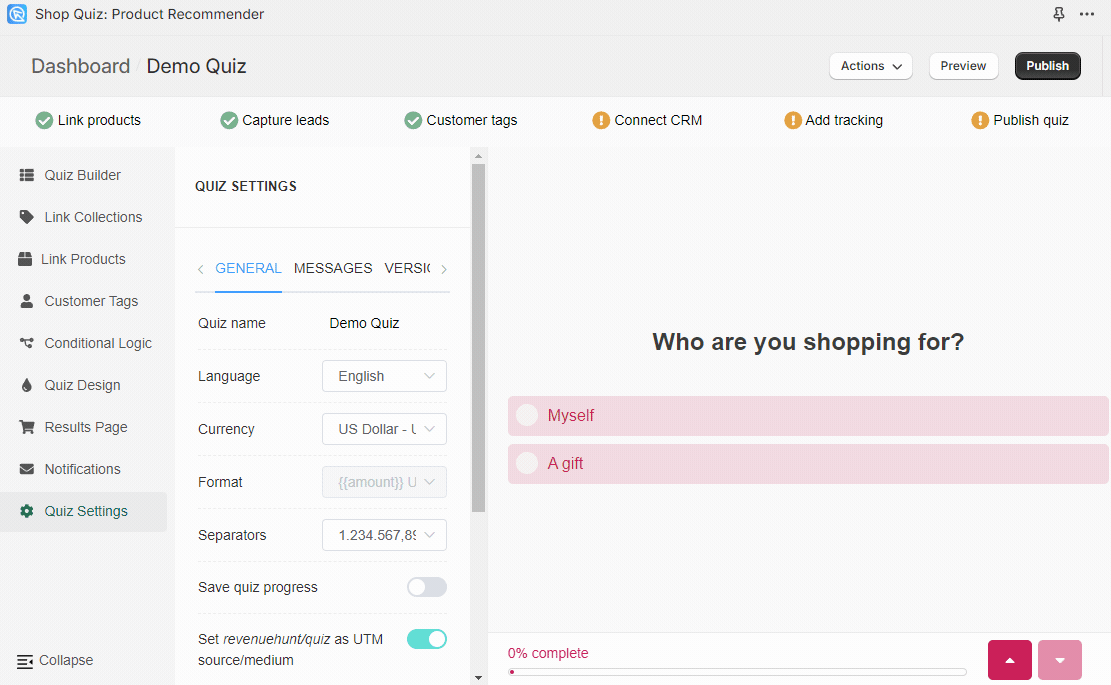 Shop Quiz: Product Recommender
Dashboard / Demo Quiz
Actions
Preview
Publish
Link products
Capture leads
Customer tags
Connect CRM
Add tracking
Publish quiz
Quiz Builder
Link Collections
Link Products
Customer Tags
Conditional Logic
Quiz Design
Results Page
Notifications
Quiz Settings
Collapse
QUIZ SETTINGS
GENERAL MESSAGES VERSIC
Quiz name Demo Quiz
Language English
Currency US Dollar - U
Format {{amount}} U
Separators 1.234.567,89
Save quiz progress
Set revenuehunt/quiz as UTM
source/medium
Who are you shopping for?
Myself
A gift
0% complete